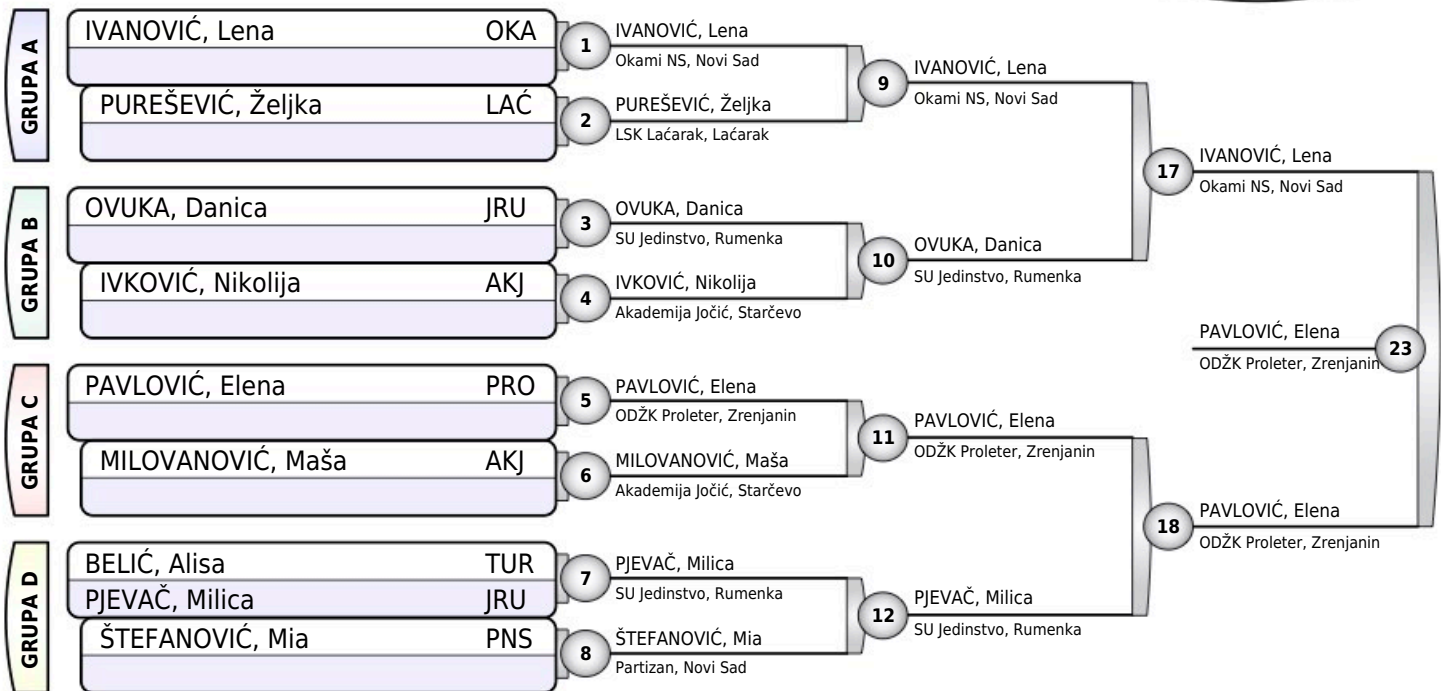 GRUPA A
IVANOVIĆ, Lena OKA
PUREŠEVIĆ, Željka LAĆ
GRUPA B
OVUKA, Danica JRU
IVKOVIĆ, Nikolija AKJ
GRUPA C
PAVLOVIĆ, Elena PRO
MILOVANOVIĆ, Maša AKJ
GRUPA D
BELIĆ, Alisa TUR
PJEVAČ, Milica JRU
ŠTEFANOVIĆ, Mia PNS
1
IVANOVIĆ, Lena
Okami NS, Novi Sad
2
PUREŠEVIĆ, Željka
LSK Laćarak, Laćarak
3
OVUKA, Danica
SU Jedinstvo, Rumenka
4
IVKOVIĆ, Nikolija
Akademija Jočić, Starčevo
5
PAVLOVIĆ, Elena
ODŽK Proleter, Zrenjanin
6
MILOVANOVIĆ, Maša
Akademija Jočić, Starčevo
7
PJEVAČ, Milica
SU Jedinstvo, Rumenka
8
ŠTEFANOVIĆ, Mia
Partizan, Novi Sad
9
IVANOVIĆ, Lena
Okami NS, Novi Sad
10
OVUKA, Danica
SU Jedinstvo, Rumenka
11
PAVLOVIĆ, Elena
ODŽK Proleter, Zrenjanin
12
PJEVAČ, Milica
SU Jedinstvo, Rumenka
17
IVANOVIĆ, Lena
Okami NS, Novi Sad
18
PAVLOVIĆ, Elena
ODŽK Proleter, Zrenjanin
PAVLOVIĆ, Elena
ODŽK Proleter, Zrenjanin
23